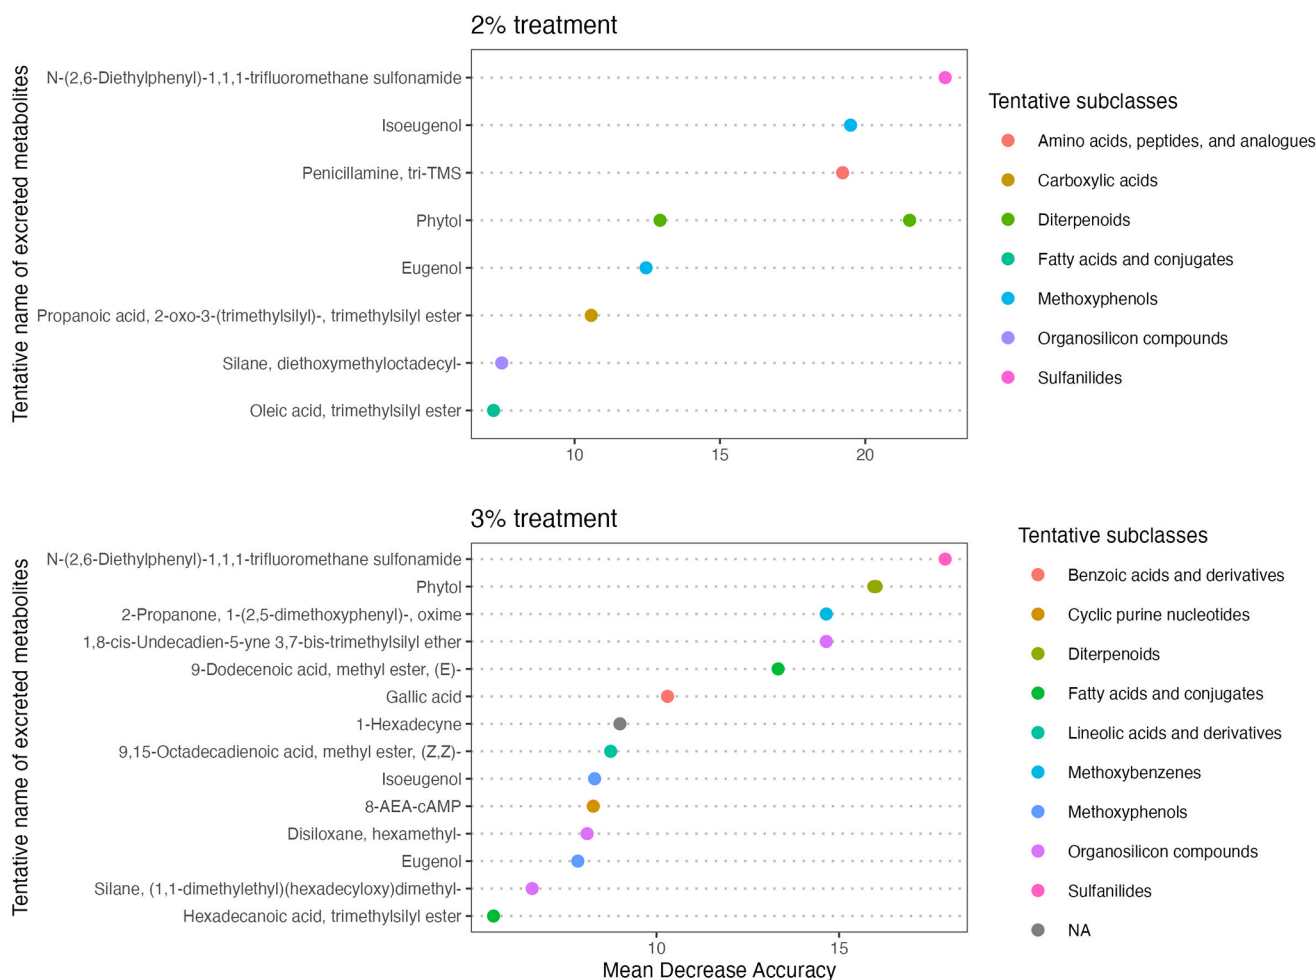 2% treatment
Tentative name of excreted metabolites
N-(2,6-Diethylphenyl)-1,1,1-trifluoromethane sulfonamide
Isoeugenol
Penicillamine, tri-TMS
Phytol
Eugenol
Propanoic acid, 2-oxo-3-(trimethylsilyl)-, trimethylsilyl ester
Silane, diethoxymethyloctadecyl-
Oleic acid, trimethylsilyl ester
10 15 20
Tentative subclasses
Amino acids, peptides, and analogues
Carboxylic acids
Diterpenoids
Fatty acids and conjugates
Methoxyphenols
Organosilicon compounds
Sulfanilides
3% treatment
Tentative name of excreted metabolites
N-(2,6-Diethylphenyl)-1,1,1-trifluoromethane sulfonamide
Phytol
2-Propanone, 1-(2,5-dimethoxyphenyl)-, oxime
1,8-cis-Undecadien-5-yne 3,7-bis-trimethylsilyl ether
9-Dodecenoic acid, methyl ester, (E)-
Gallic acid
1-Hexadecyne
9,15-Octadecadienoic acid, methyl ester, (Z,Z)-
Isoeugenol
8-AEA-cAMP
Disiloxane, hexamethyl-
Eugenol
Silane, (1,1-dimethylethyl)(hexadecyloxy)dimethyl-
Hexadecanoic acid, trimethylsilyl ester
10 15
Mean Decrease Accuracy
Tentative subclasses
Benzoic acids and derivatives
Cyclic purine nucleotides
Diterpenoids
Fatty acids and conjugates
Lineolic acids and derivatives
Methoxybenzenes
Methoxyphenols
Organosilicon compounds
Sulfanilides
NA